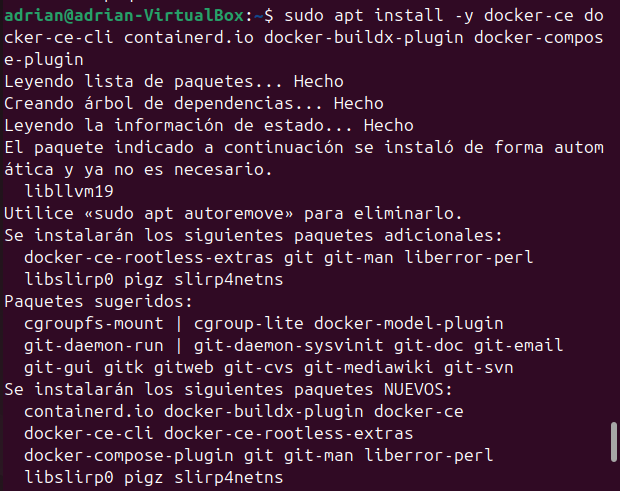 adrian@adrian-VirtualBox:~$ sudo apt install -y docker-ce do
cker-ce-cli containerd.io docker-buildx-plugin docker-compos
e-plugin
Leyendo lista de paquetes... Hecho
Creando árbol de dependencias... Hecho
Leyendo la información de estado... Hecho
El paquete indicado a continuación se instaló de forma autom
ática y ya no es necesario.
  libllvm19
Utilice «sudo apt autoremove» para eliminarlo.
Se instalarán los siguientes paquetes adicionales:
  docker-ce-rootless-extras git git-man liberror-perl
  libslirp0 pigz slirp4netns
Paquetes sugeridos:
  cgroupfs-mount | cgroup-lite docker-model-plugin
  git-daemon-run | git-daemon-sysvinit git-doc git-email
  git-gui gitk gitweb git-cvs git-mediawiki git-svn
Se instalarán los siguientes paquetes NUEVOS:
  containerd.io docker-buildx-plugin docker-ce
  docker-ce-cli docker-ce-rootless-extras
  docker-compose-plugin git git-man liberror-perl
  libslirp0 pigz slirp4netns